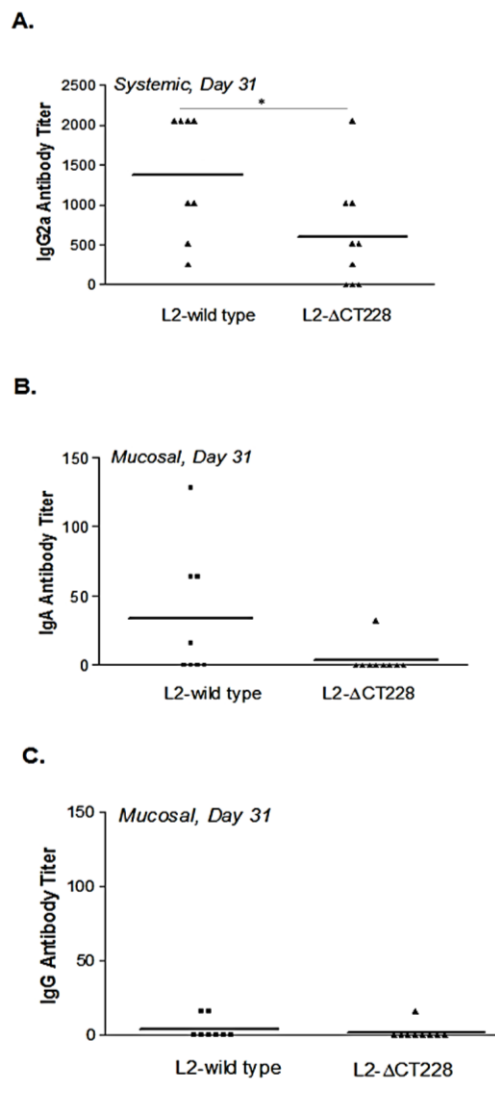 A.
Systemic, Day 31
*
IgG2a Antibody Titer
2500
2000
1500
1000
500
0
L2-wild type
L2-ΔCT228
B.
Mucosal, Day 31
IgA Antibody Titer
150
100
50
0
L2-wild type
L2-ΔCT228
C.
Mucosal, Day 31
IgG Antibody Titer
150
100
50
0
L2-wild type
L2-ΔCT228